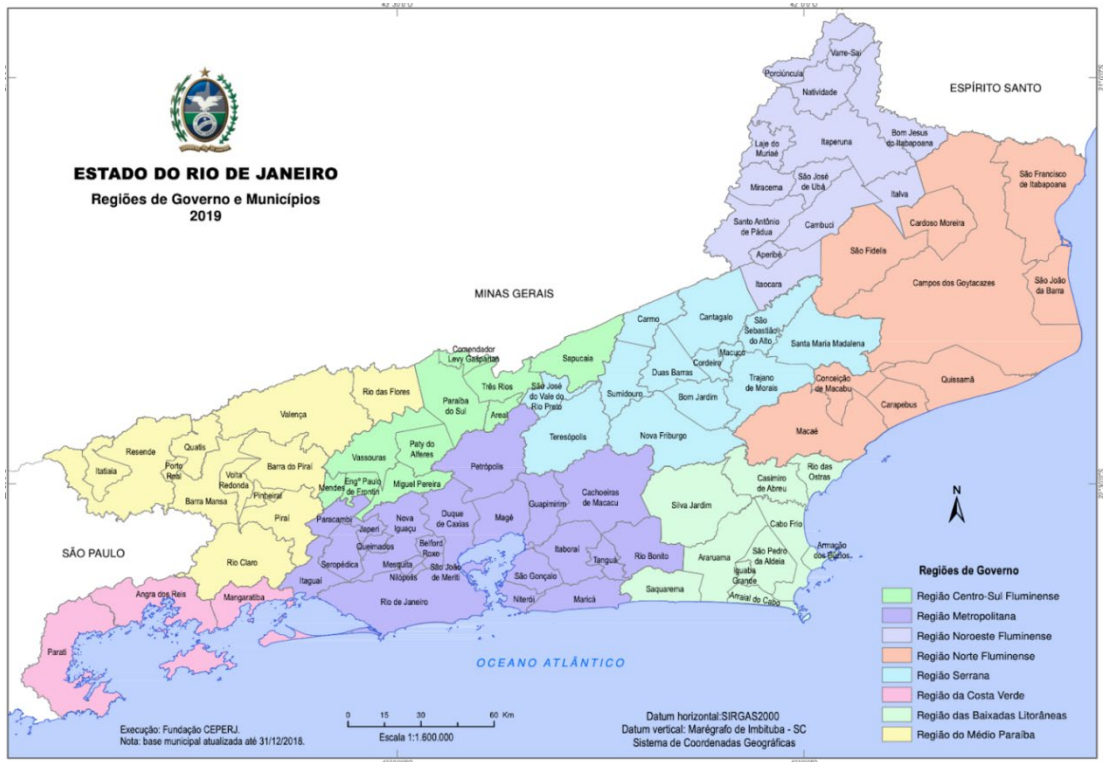 ESTADO DO RIO DE JANEIRO
Regiões de Governo e Municípios
2019
ESPÍRITO SANTO
MINAS GERAIS
SÃO PAULO
OCEANO ATLÂNTICO
Varre-Sai
Porciúncula
Natividade
Bom Jesus
do Itabapoana
Itaperuna
Laje do
Muriaé
São José
de Ubá
Miracema
Italva
Santo Antônio
de Pádua
Cambuci
Aperibé
Itaocara
São Francisco
de Itabapoana
Cardoso Moreira
São Fidelis
Campos dos Goytacazes
São João
da Barra
Quissamã
Conceição
de Macabu
Carapebus
Macaé
Carmo
Cantagalo
São
Sebastião
do Alto
Santa Maria Madalena
Macuco
Cordeiro
Duas Barras
Trajano
de Morais
Sumidouro
Bom Jardim
São José
do Vale do
Rio Preto
Teresópolis
Nova Friburgo
Comendador
Levy Gasparian
Sapucaia
Três Rios
Paraíba
do Sul
Areal
Paty do
Alferes
Vassouras
Engº Paulo
de Frontin
Mendes
Miguel Pereira
Rio das Flores
Valença
Resende
Itatiaia
Quatis
Porto
Real
Volta
Redonda
Barra do Piraí
Barra Mansa
Pinheiral
Piraí
Rio Claro
Petrópolis
Paracambi
Japeri
Nova
Iguaçu
Duque
de Caxias
Magé
Guapimirim
Cachoeiras
de Macacu
Queimados
Belford
Roxo
Seropédica
Mesquita
Nilópolis
São João
de Meriti
Itaguaí
Rio de Janeiro
Itaboraí
Tanguá
Rio Bonito
São Gonçalo
Niterói
Maricá
Casimiro
de Abreu
Rio das
Ostras
Silva Jardim
Cabo Frio
Armação
dos Búzios
Araruama
São Pedro
da Aldeia
Iguaba
Grande
Saquarema
Arraial do Cabo
Angra dos Reis
Mangaratiba
Parati
N
Regiões de Governo
Região Centro-Sul Fluminense
Região Metropolitana
Região Noroeste Fluminense
Região Norte Fluminense
Região Serrana
Região da Costa Verde
Região das Baixadas Litorâneas
Região do Médio Paraíba
Execução: Fundação CEPERJ.
Nota: base municipal atualizada até 31/12/2018.
0 15 30 60 Km
Escala 1:1.600.000
Datum horizontal:SIRGAS2000
Datum vertical: Marégrafo de Imbituba - SC
Sistema de Coordenadas Geográficas